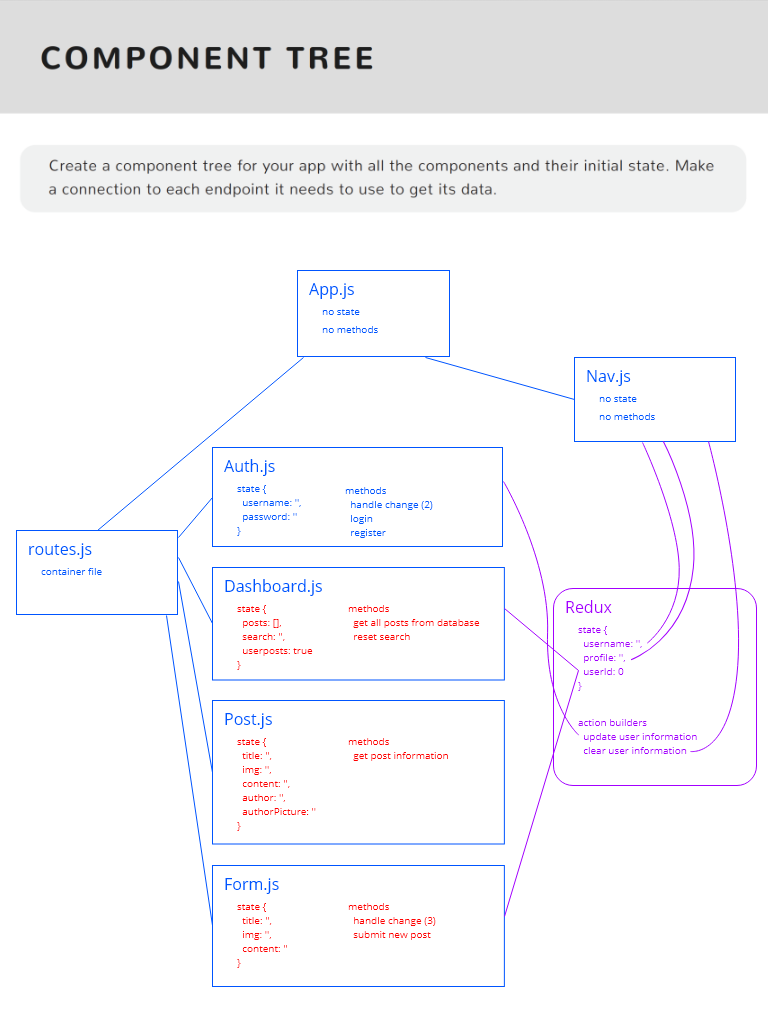 COMPONENT TREE
Create a component tree for your app with all the components and their initial state. Make
a connection to each endpoint it needs to use to get its data.
App.js
no state
no methods
Nav.js
no state
no methods
Auth.js
state {
username: '',
password: ''
}
methods
handle change (2)
login
register
routes.js
container file
Dashboard.js
state {
posts: [],
search: '',
userposts: true
}
methods
get all posts from database
reset search
Redux
state {
username: '',
profile: '',
userId: 0
}
action builders
update user information
clear user information
Post.js
state {
title: '',
img: '',
content: '',
author: '',
authorPicture: ''
}
methods
get post information
Form.js
state {
title: '',
img: '',
content: ''
}
methods
handle change (3)
submit new post